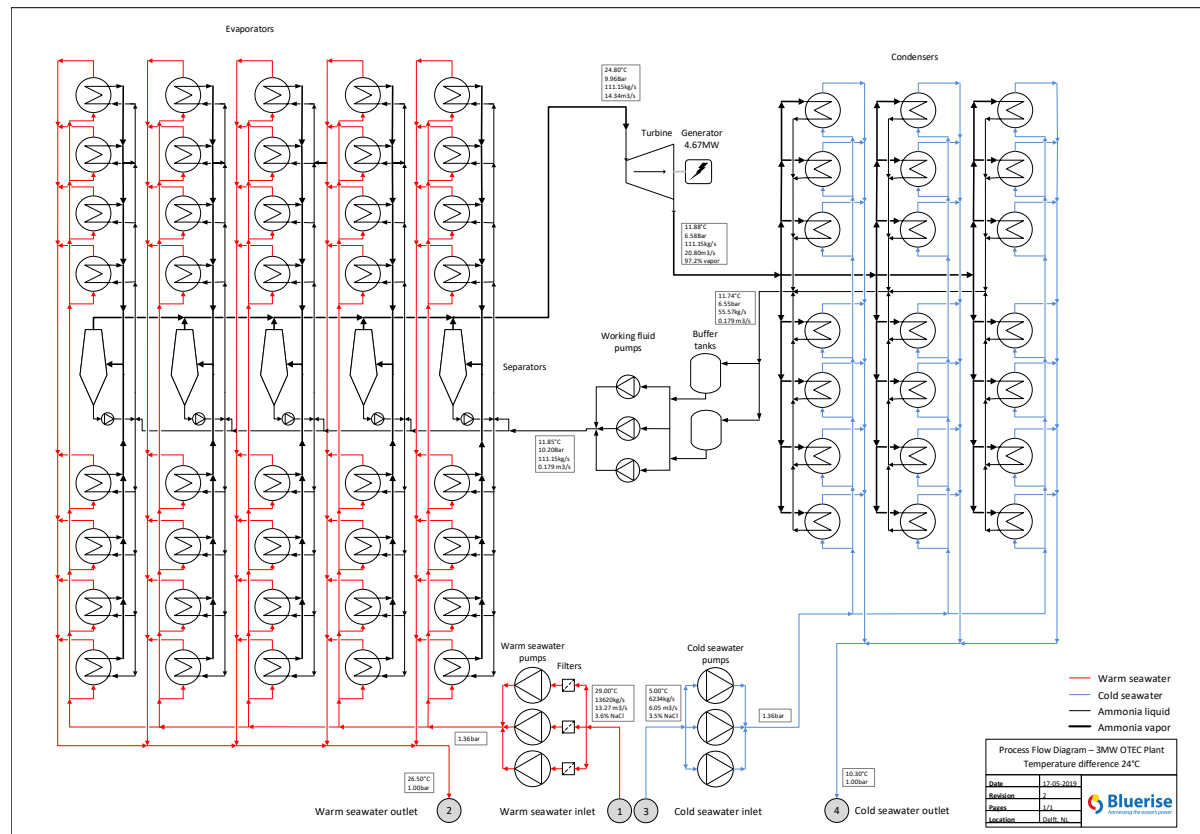 Evaporators
Condensers
24.80°C
9.96Bar
111.15kg/s
14.34m3/s
Turbine
Generator
4.67MW
11.88°C
6.58Bar
111.15kg/s
20.80m3/s
97.2% vapor
11.74°C
6.55bar
55.57kg/s
0.179 m3/s
Working fluid
pumps
Buffer
tanks
Separators
11.85°C
10.20Bar
111.15kg/s
0.179 m3/s
Warm seawater
pumps
Filters
29.00°C
13620kg/s
13.27 m3/s
3.6% NaCl
Cold seawater
pumps
5.00°C
6234kg/s
6.05 m3/s
3.5% NaCl
1.36bar
1.36bar
26.50°C
1.00bar
10.30°C
1.00bar
Warm seawater outlet
2
Warm seawater inlet
1
3
Cold seawater inlet
4
Cold seawater outlet
Warm seawater
Cold seawater
Ammonia liquid
Ammonia vapor
Process Flow Diagram – 3MW OTEC Plant
Temperature difference 24°C
Date 17-05-2019
Revision 2
Pages 1/1
Location Delft, NL
Bluerise
Harnessing the ocean's power